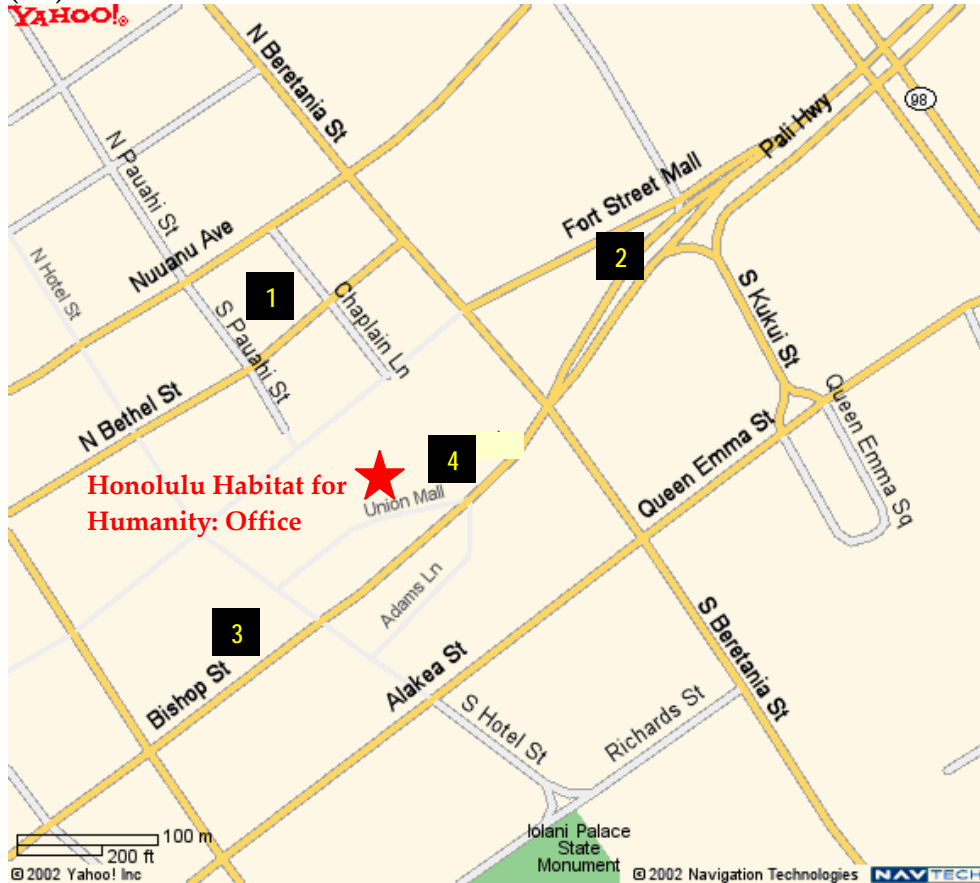 YAHOO!®
N Beretania St
98
Pali Hwy
N Pauahi St
Fort Street Mall
Nuuanu Ave
2
N Hotel St
1
Chaplain Ln
S Kukui St
S Pauahi St
N Bethel St
Queen Emma St
Queen Emma Sq
4
Honolulu Habitat for
Humanity: Office
Union Mall
Adams Ln
3
S Beretania St
Bishop St
Alakea St
S Hotel St
Richards St
100 m
200 ft
Iolani Palace
State
Monument
© 2002 Yahoo! Inc
© 2002 Navigation Technologies
NAVTECH